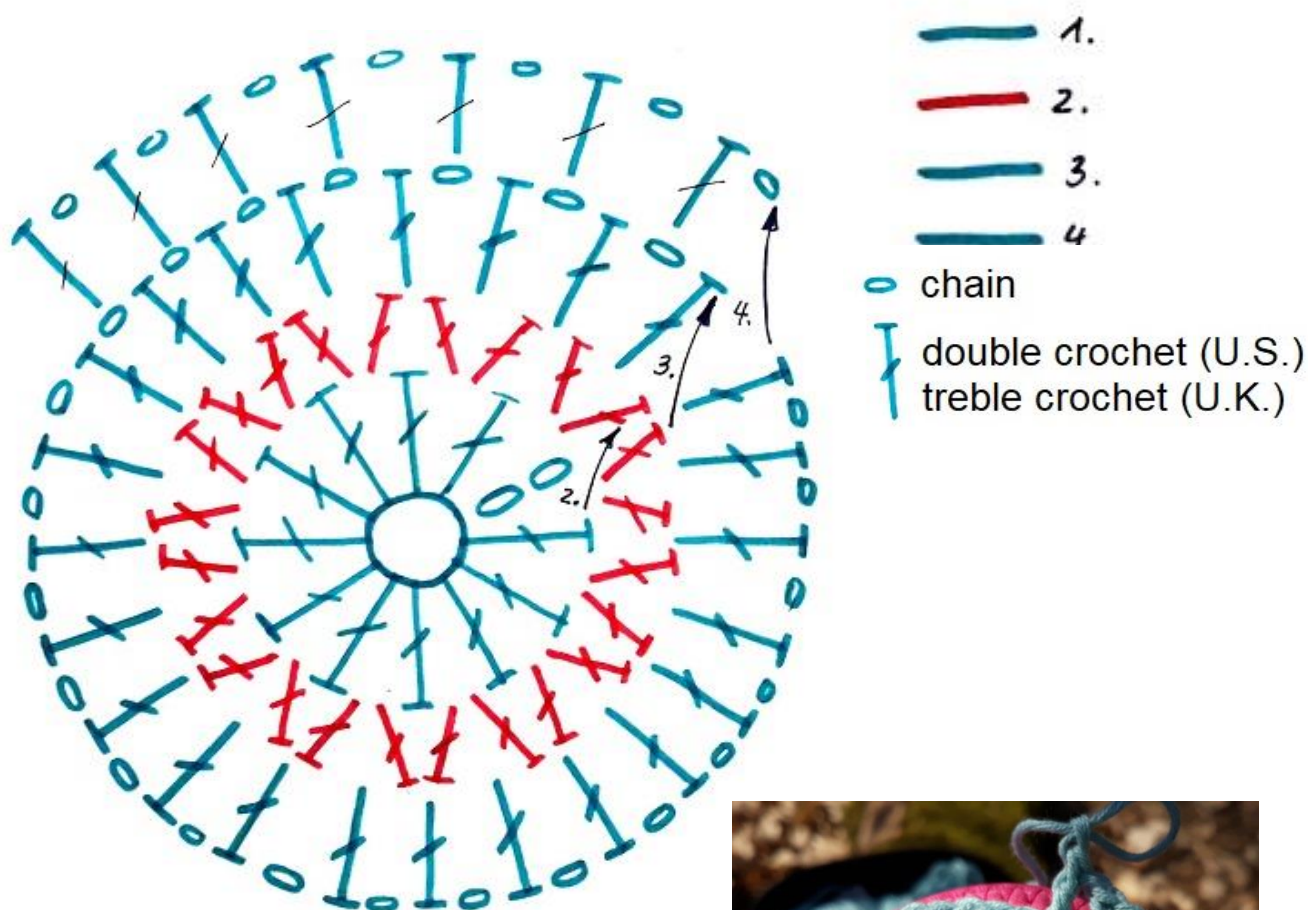 1.
2.
3.
4
chain
double crochet (U.S.)
treble crochet (U.K.)
4.
3.
2.